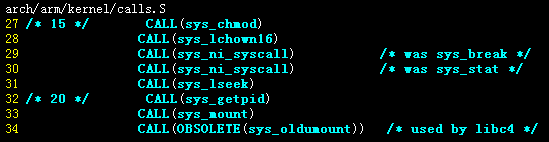 arch/arm/kernel/calls.S
27 /* 15 */ CALL(sys_chmod)
28 CALL(sys_lchown16)
29 CALL(sys_ni_syscall) /* was sys_break */
30 CALL(sys_ni_syscall) /* was sys_stat */
31 CALL(sys_lseek)
32 /* 20 */ CALL(sys_getpid)
33 CALL(sys_mount)
34 CALL(OBSOLETE(sys_oldumount)) /* used by libc4 */